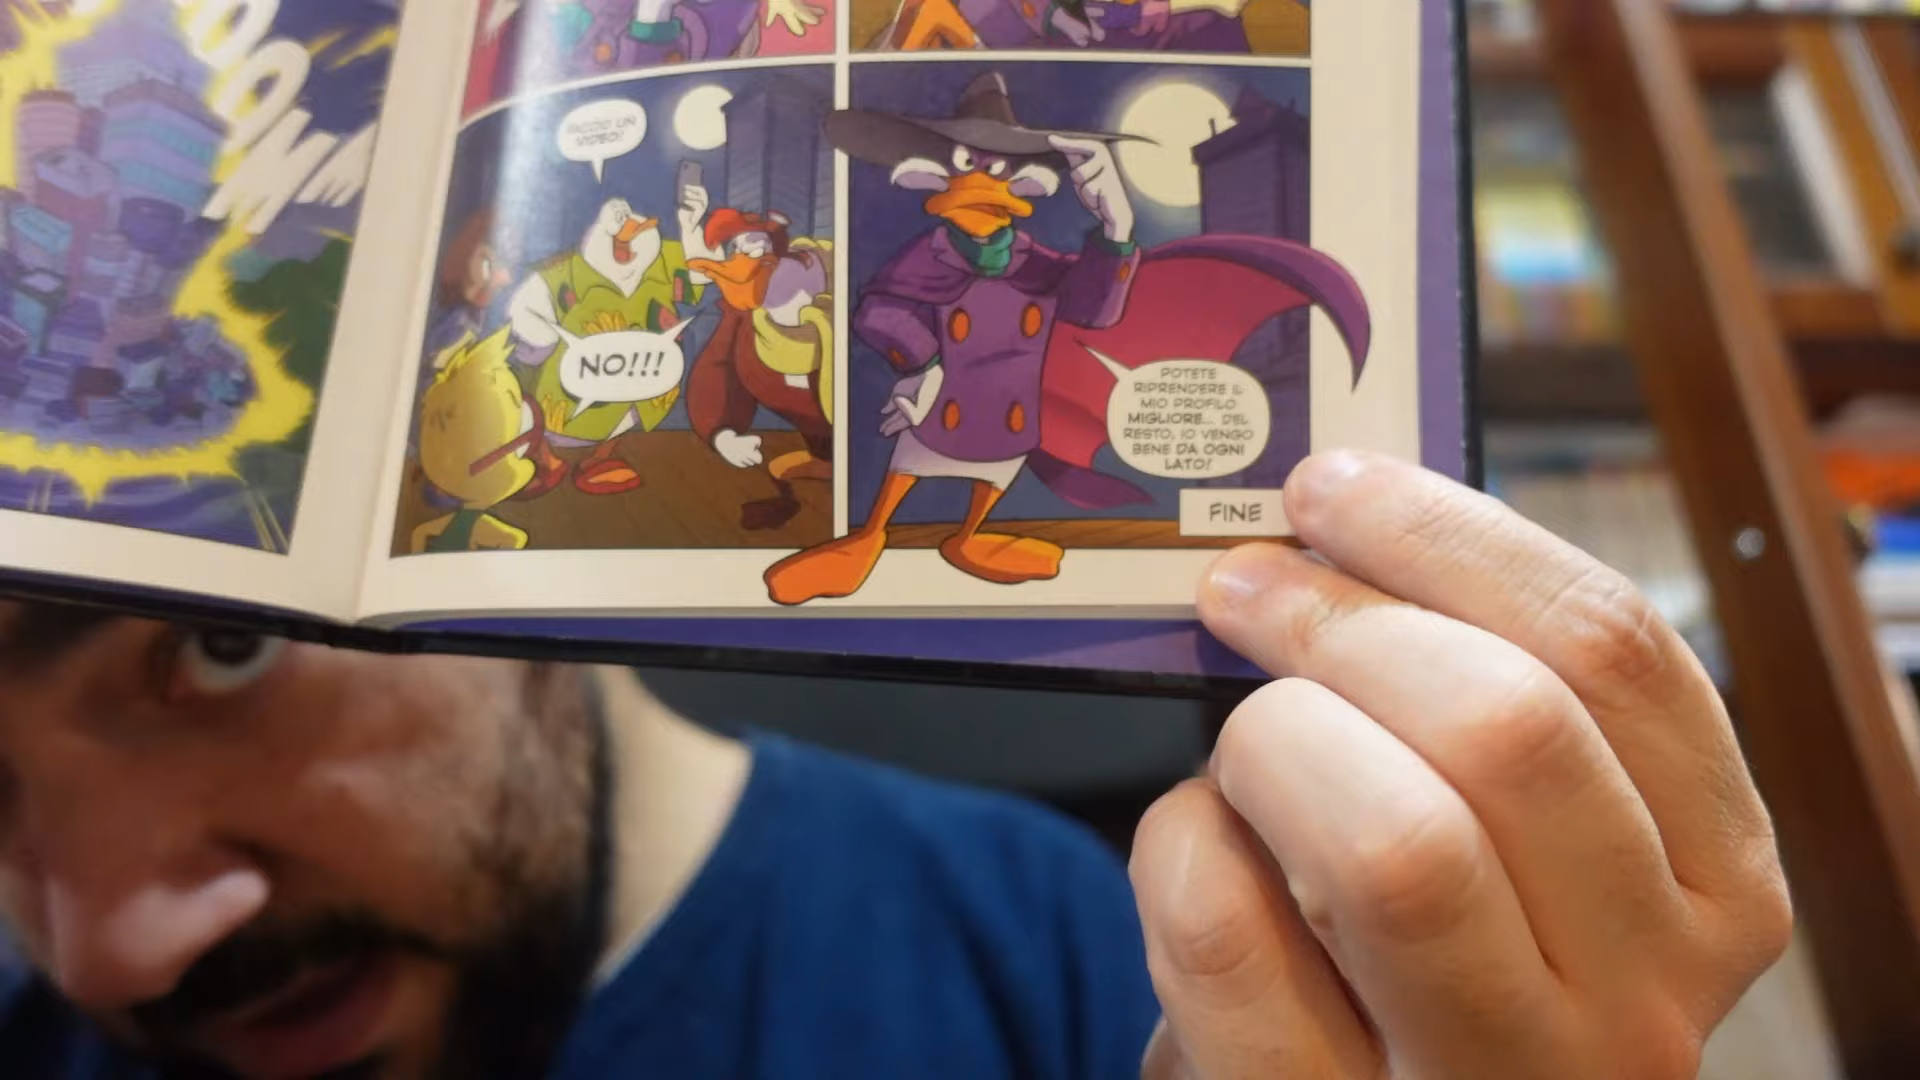 OOMM
FACCIO UN
VIDEO!
NO!!!
POTETE
RIPRENDERE IL
MIO PROFILO
MIGLIORE... DEL
RESTO, IO VENGO
BENE DA OGNI
LATO!
FINE